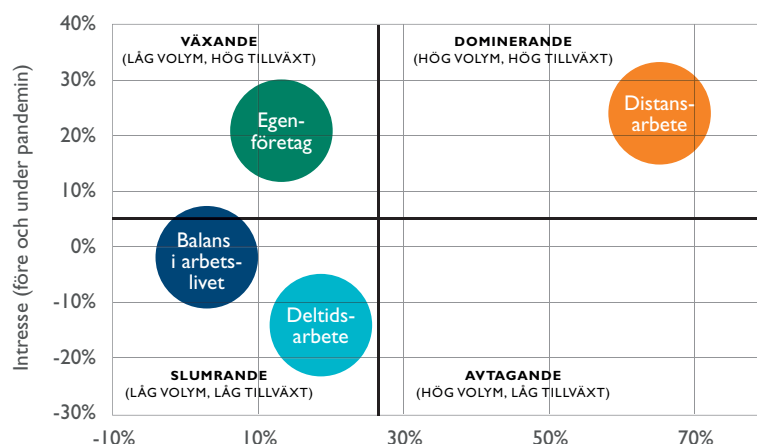 40%
VÄXANDE
(LÅG VOLYM, HÖG TILLVÄXT)
DOMINERANDE
(HÖG VOLYM, HÖG TILLVÄXT)
30%
Egen-
företag
Distans-
arbete
20%
10%
Intresse (före och under pandemin)
0%
Balans
i arbets-
livet
-10%
Deltids-
arbete
-20%
SLUMRANDE
(LÅG VOLYM, LÅG TILLVÄXT)
AVTAGANDE
(HÖG VOLYM, LÅG TILLVÄXT)
-30%
-10%
10%
30%
50%
70%